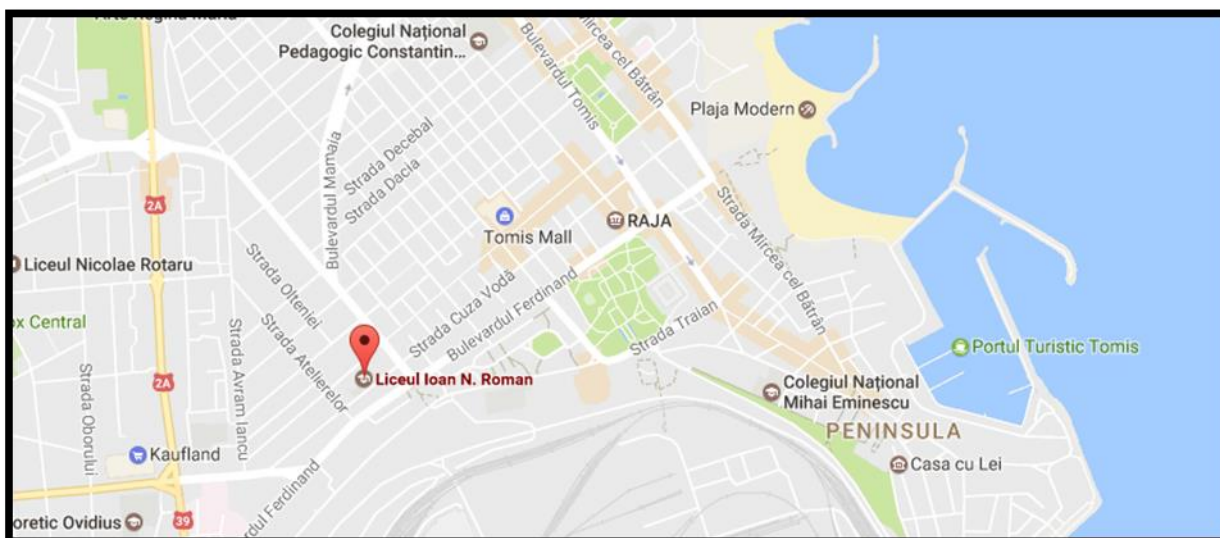 Colegiul Național
Pedagogic Constantin...
Bulevardul Tomis
Mircea cel Bătrân
Plaja Modern
Bulevardul Mamaia
Strada Decebal
Strada Dacia
2A
Tomis Mall
RAJA
Strada Mircea cel Bătrân
Liceul Nicolae Rotaru
Strada Olteniei
Strada Cuza Vodă
Bulevardul Ferdinand
Strada Traian
Central
Strada Atelierelor
Strada Avram Iancu
Strada Oborului
Liceul Ioan N. Roman
2A
Portul Turistic Tomis
Colegiul Național
Mihai Eminescu
PENINSULA
Kaufland
Casa cu Lei
Ferdinand
oretic Ovidius
39